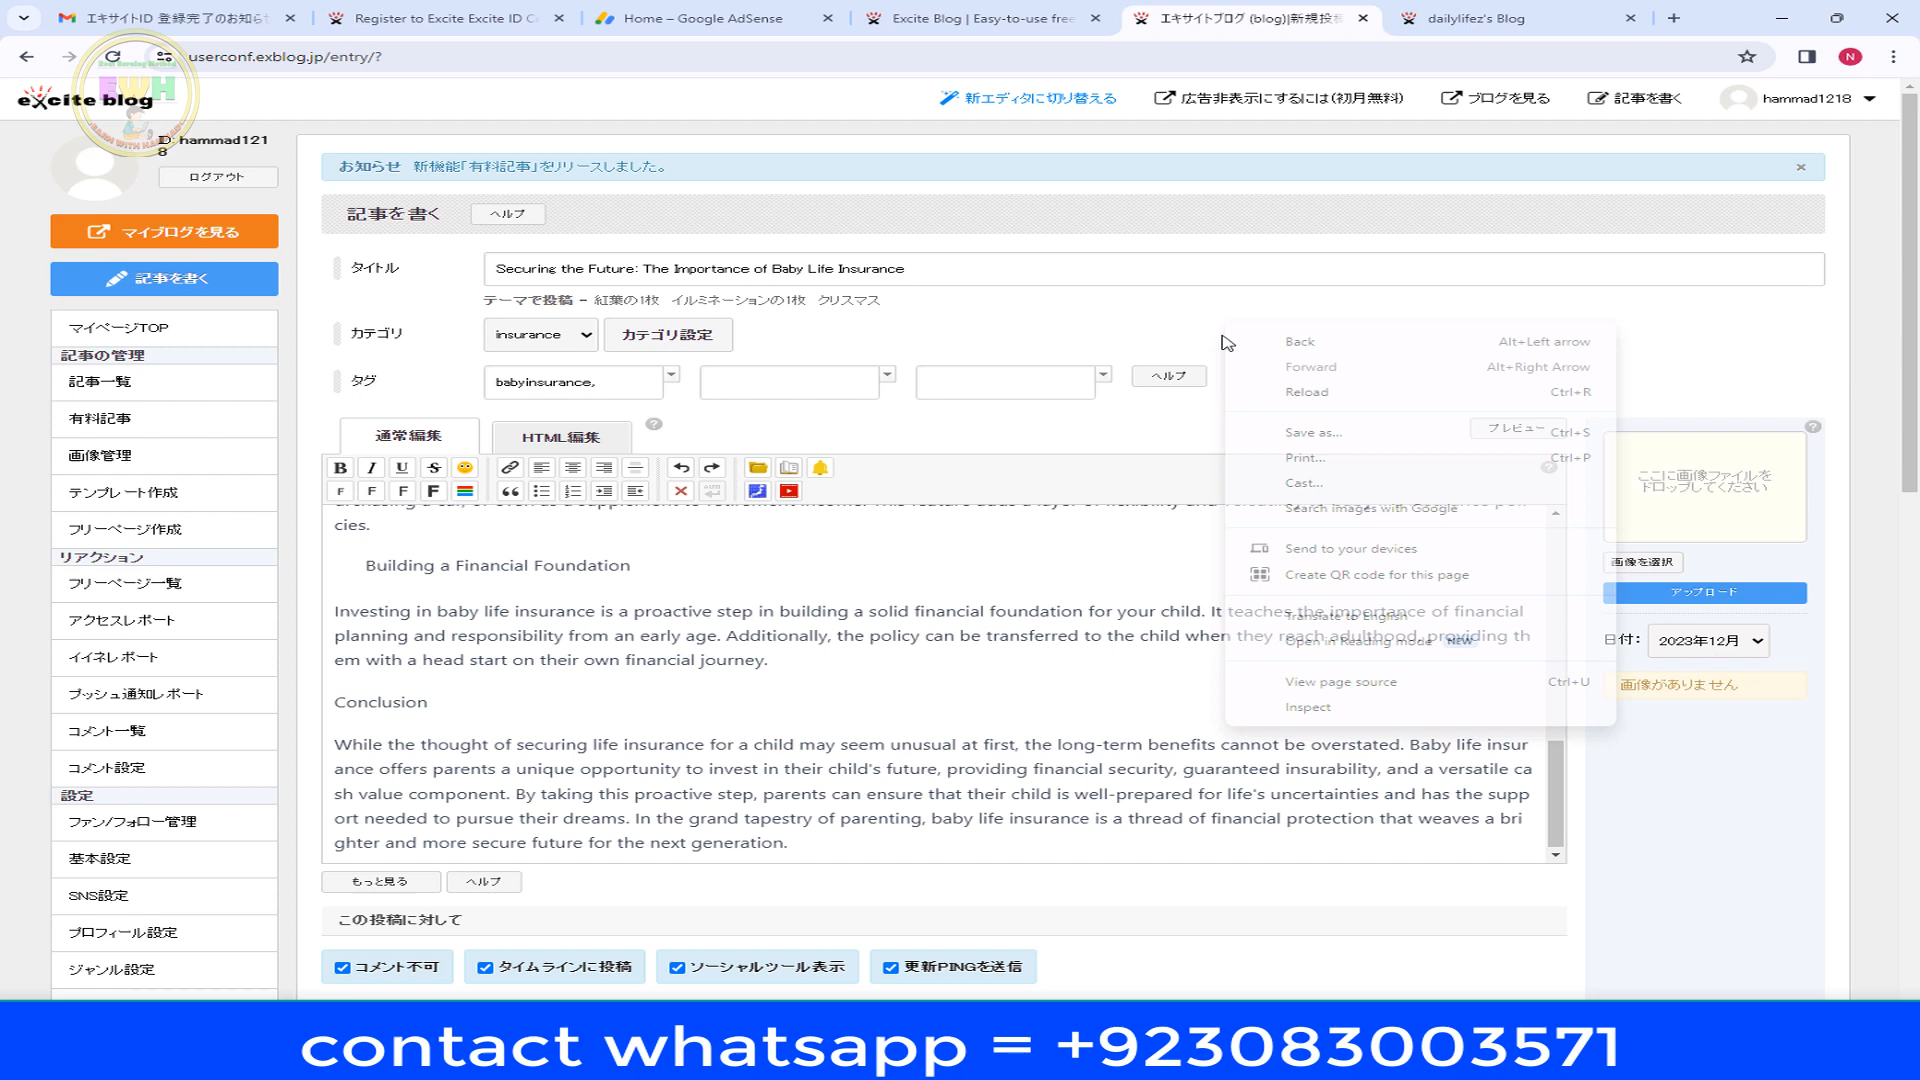 エキサイトID 登録完了のお知らせ
Register to Excite Excite ID C
Home – Google AdSense
Excite Blog | Easy-to-use free
エキサイトブログ (blog)|新規投稿
dailylifez's Blog
userconf.exblog.jp/entry/?
N
EWH
LEARN WITH HAMMAD
excite blog
新エディタに切り替える
広告非表示にするには(初月無料)
ブログを見る
記事を書く
hammad1218
ID: hammad121
8
ログアウト
マイブログを見る
記事を書く
マイページTOP
記事の管理
記事一覧
有料記事
画像管理
テンプレート作成
フリーページ作成
リアクション
フリーページ一覧
アクセスレポート
イイネレポート
プッシュ通知レポート
コメント一覧
コメント設定
設定
ファン/フォロー管理
基本設定
SNS設定
プロフィール設定
ジャンル設定
お知らせ 新機能「有料記事」をリリースしました。
記事を書く
ヘルプ
タイトル
Securing the Future: The Importance of Baby Life Insurance
テーマで投稿 − 紅葉の1枚 イルミネーションの1枚 クリスマス
カテゴリ
insurance
カテゴリ設定
タグ
babyinsurance,
ヘルプ
通常編集
HTML編集
プレビュー
cies.
Building a Financial Foundation
Investing in baby life insurance is a proactive step in building a solid financial foundation for your child. It teaches the importance of financial
planning and responsibility from an early age. Additionally, the policy can be transferred to the child when they reach adulthood, providing th
em with a head start on their own financial journey.
Conclusion
While the thought of securing life insurance for a child may seem unusual at first, the long-term benefits cannot be overstated. Baby life insur
ance offers parents a unique opportunity to invest in their child's future, providing financial security, guaranteed insurability, and a versatile ca
sh value component. By taking this proactive step, parents can ensure that their child is well-prepared for life's uncertainties and has the supp
ort needed to pursue their dreams. In the grand tapestry of parenting, baby life insurance is a thread of financial protection that weaves a bri
ghter and more secure future for the next generation.
もっと見る
ヘルプ
この投稿に対して
コメント不可
タイムラインに投稿
ソーシャルツール表示
更新PINGを送信
Back Alt+Left arrow
Forward Alt+Right Arrow
Reload Ctrl+R
Save as... Ctrl+S
Print... Ctrl+P
Cast...
Search images with Google
Send to your devices
Create QR code for this page
Translate to English
Open in Reading mode NEW
View page source Ctrl+U
Inspect
ここに画像ファイルを
ドロップしてください
画像を選択
アップロード
日付: 2023年12月
画像がありません
contact whatsapp = +923083003571